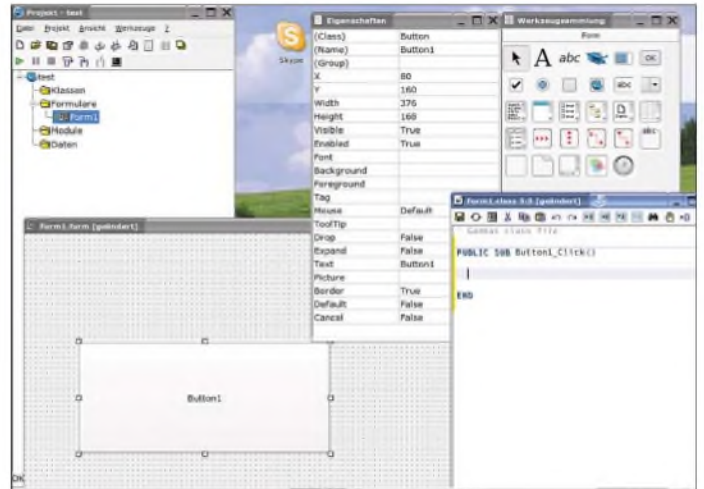 Projekt - test
Datei Projekt Ansicht Werkzeuge ?
test
Klassen
Formulare
Form1
Module
Daten
Skype
Eigenschaften
(Class) Button
(Name) Button1
(Group)
X 80
Y 160
Width 376
Height 168
Visible True
Enabled True
Font
Background
Foreground
Tag
Mouse Default
ToolTip
Drop False
Expand False
Text Button1
Picture
Border True
Default False
Cancel False
Werkzeugsammlung
Form
A abc OK
abc
abc
Form1.form [geändert]
Button1
OK
Form1.class 5:5 [geändert]
Gambas class file
PUBLIC SUB Button1_Click()
END